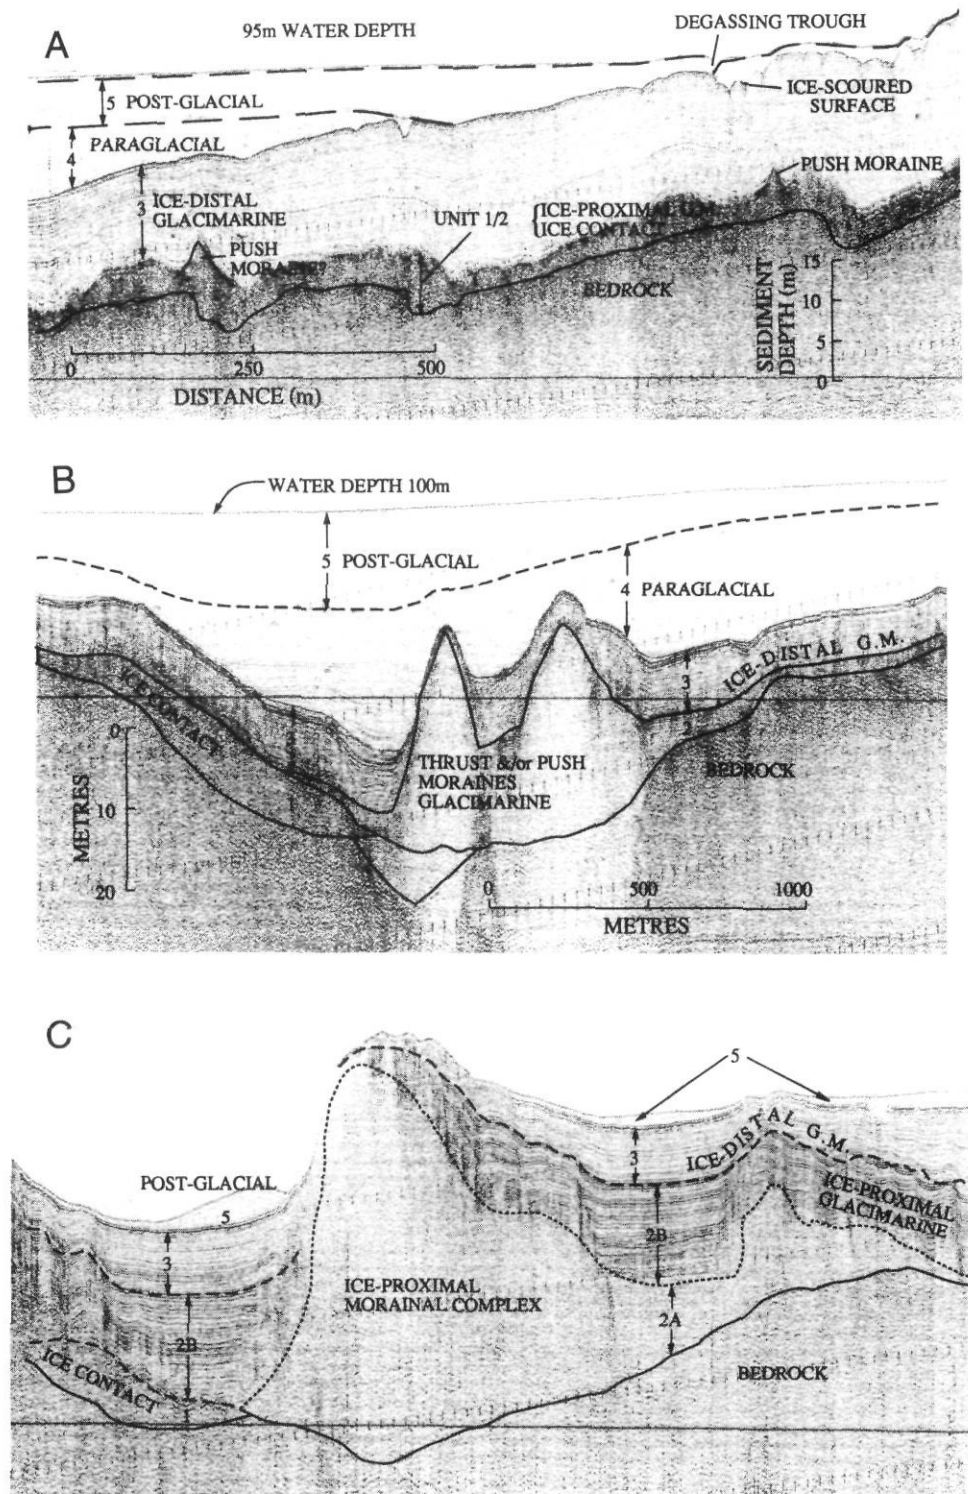 A
95m WATER DEPTH
DEGASSING TROUGH
5 POST-GLACIAL
ICE-SCOURED
SURFACE
4
PARAGLACIAL
PUSH MORAINE
3
ICE-DISTAL
GLACIMARINE
UNIT 1/2
ICE-PROXIMAL G.M.
ICE CONTACT
PUSH
MORAINE?
BEDROCK
15
10
5
0
SEDIMENT
DEPTH (m)
0 250 500
DISTANCE (m)
B
WATER DEPTH 100m
5 POST-GLACIAL
4 PARAGLACIAL
ICE-DISTAL G.M.
3
2
ICE-CONTACT
THRUST &/or PUSH
MORAINES
GLACIMARINE
BEDROCK
0
10
20
METRES
0 500 1000
METRES
C
5
ICE-DISTAL G.M.
3
POST-GLACIAL
5
3
ICE-PROXIMAL
GLACIMARINE
2B
ICE-PROXIMAL
MORAINAL COMPLEX
2A
2B
ICE CONTACT
BEDROCK